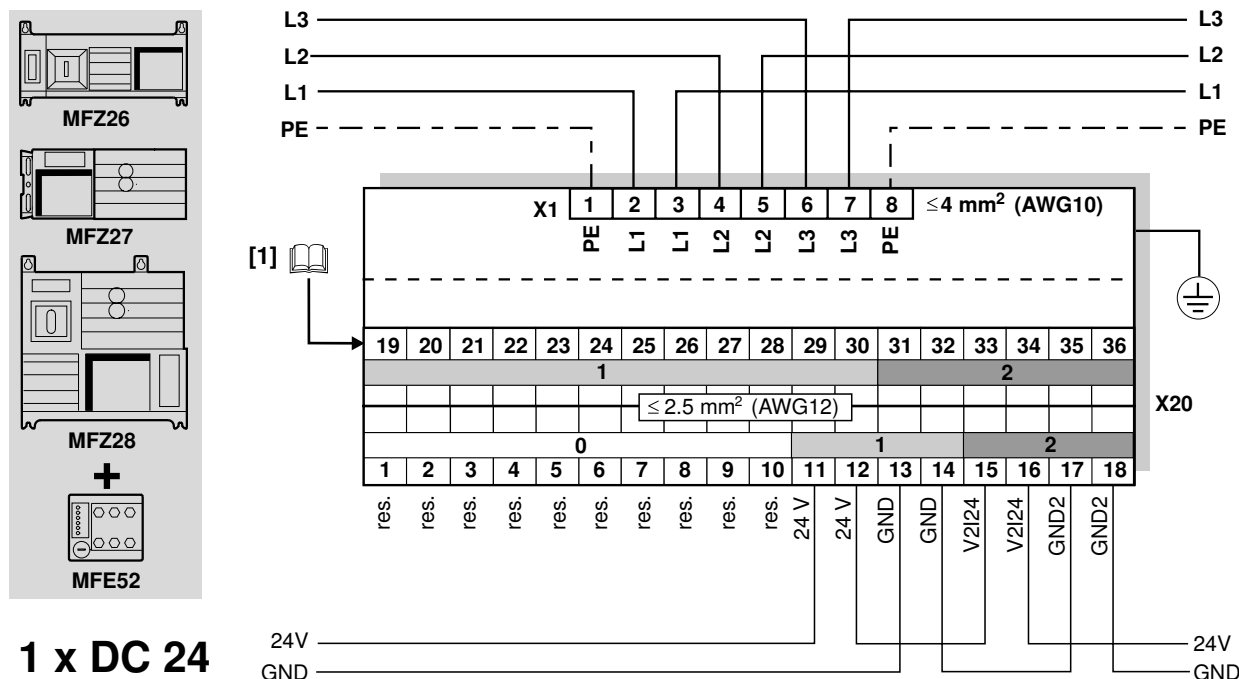 L3 L3
L2 L2
L1 L1
PE PE
MFZ26
X1 1 2 3 4 5 6 7 8 ≤4 mm² (AWG10)
PE L1 L1 L2 L2 L3 L3 PE
MFZ27
[1]
19 20 21 22 23 24 25 26 27 28 29 30 31 32 33 34 35 36
1 2
≤ 2.5 mm² (AWG12)
X20
MFZ28
0 1 2
1 2 3 4 5 6 7 8 9 10 11 12 13 14 15 16 17 18
res. res. res. res. res. res. res. res. res. res. 24 V 24 V GND GND V2I24 V2I24 GND2 GND2
+
MFE52
1 x DC 24
24V 24V
GND GND